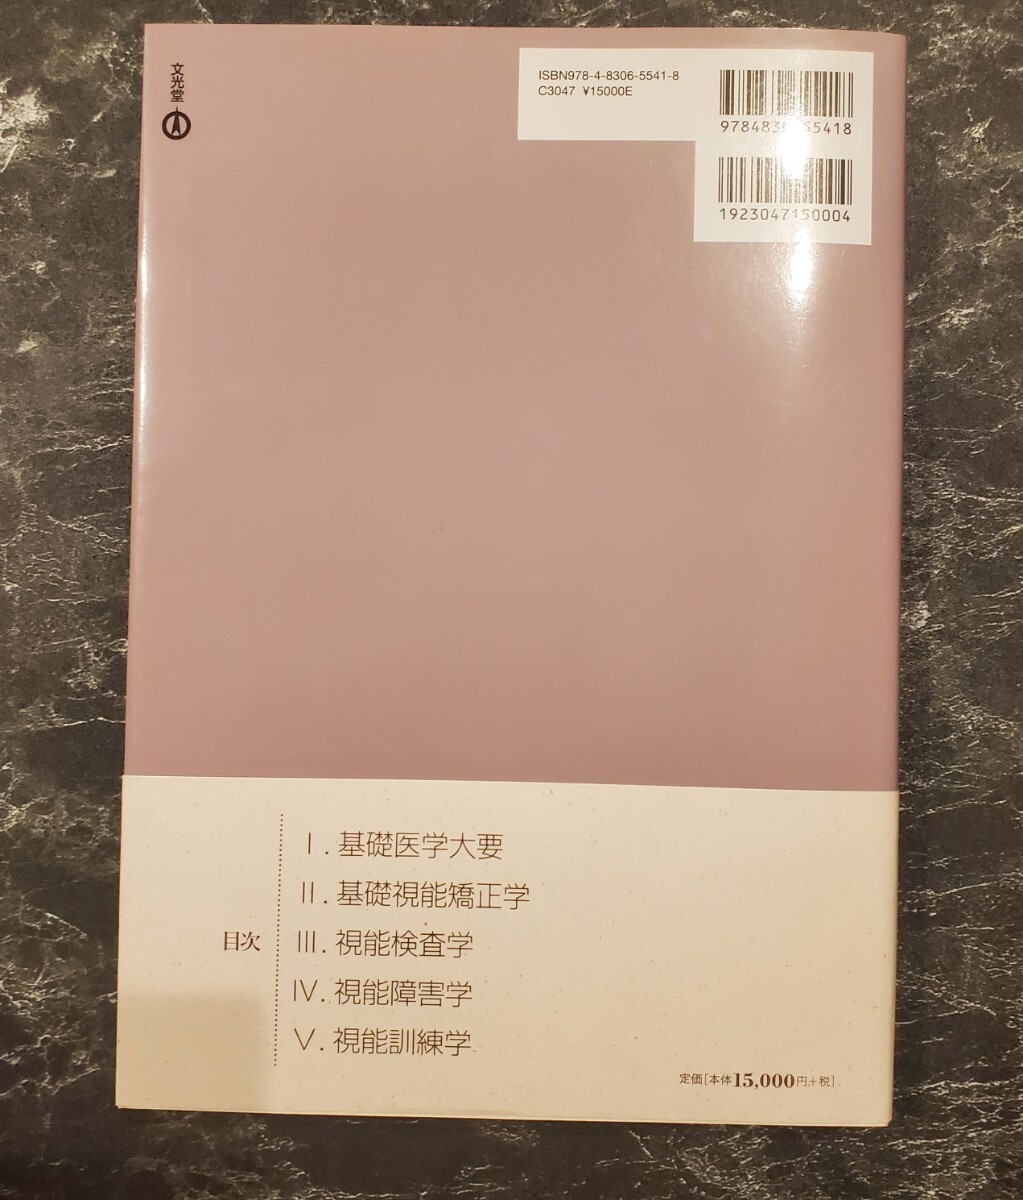 文光堂
ISBN978-4-8306-5541-8
C3047 ¥15000E
1923047150004
目次
Ⅰ. 基礎医学大要
Ⅱ. 基礎視能矯正学
Ⅲ. 視能検査学
Ⅳ. 視能障害学
Ⅴ. 視能訓練学
定価[本体15,000円+税]